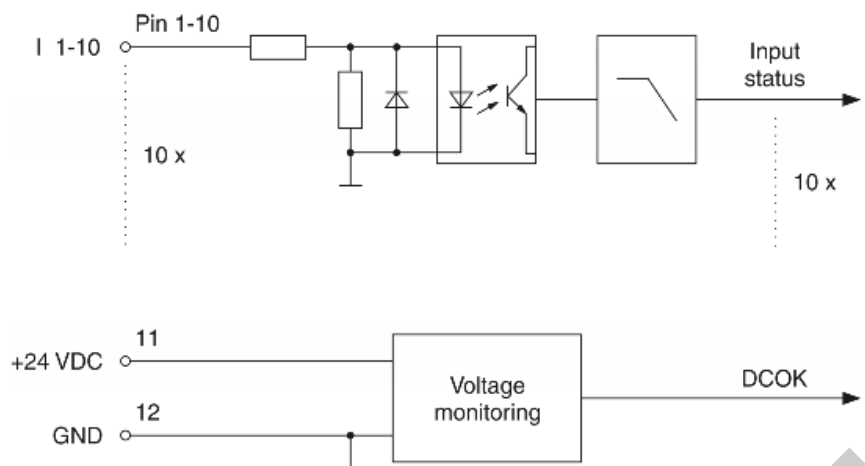 Pin 1-10
I 1-10
Input
status
10 x
10 x
11
+24 VDC
Voltage
monitoring
DCOK
12
GND